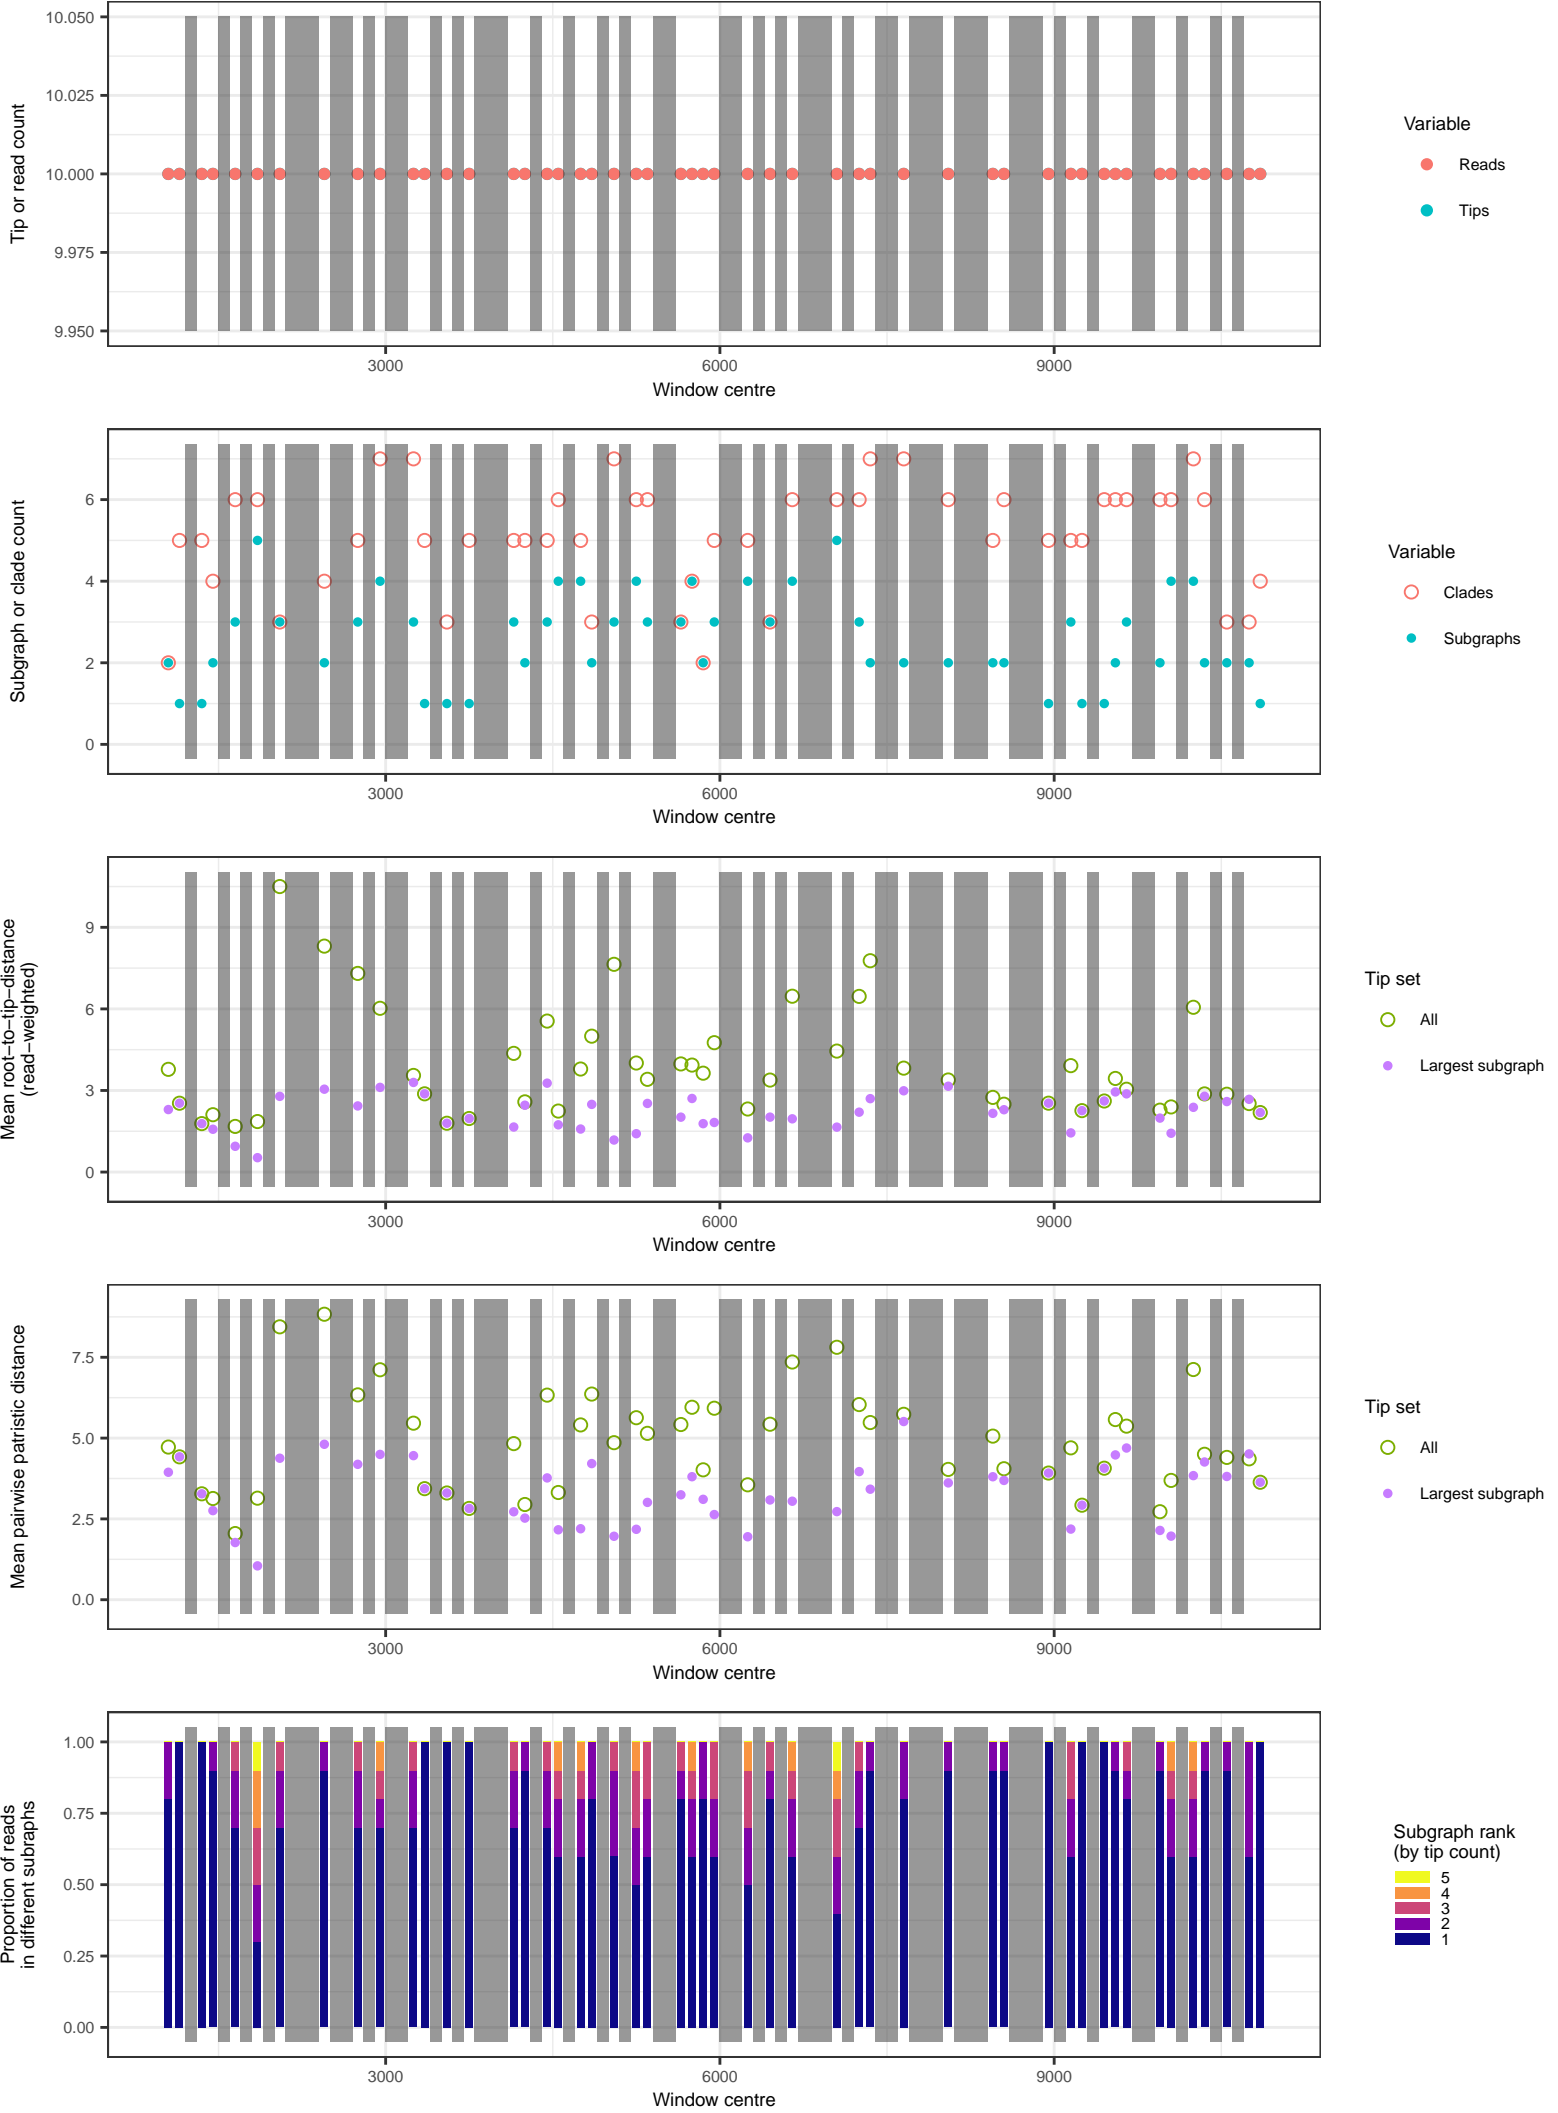 10.050
10.025
10.000
9.975
9.950
Tip or read count
3000
6000
9000
Window centre
Variable
Reads
Tips
6
4
2
0
Subgraph or clade count
3000
6000
9000
Window centre
Variable
Clades
Subgraphs
9
6
3
0
Mean root−to−tip−distance
(read−weighted)
3000
6000
9000
Window centre
Tip set
All
Largest subgraph
7.5
5.0
2.5
0.0
Mean pairwise patristic distance
3000
6000
9000
Window centre
Tip set
All
Largest subgraph
1.00
0.75
0.50
0.25
0.00
Proportion of reads
in different subraphs
3000
6000
9000
Window centre
Subgraph rank
(by tip count)
5
4
3
2
1